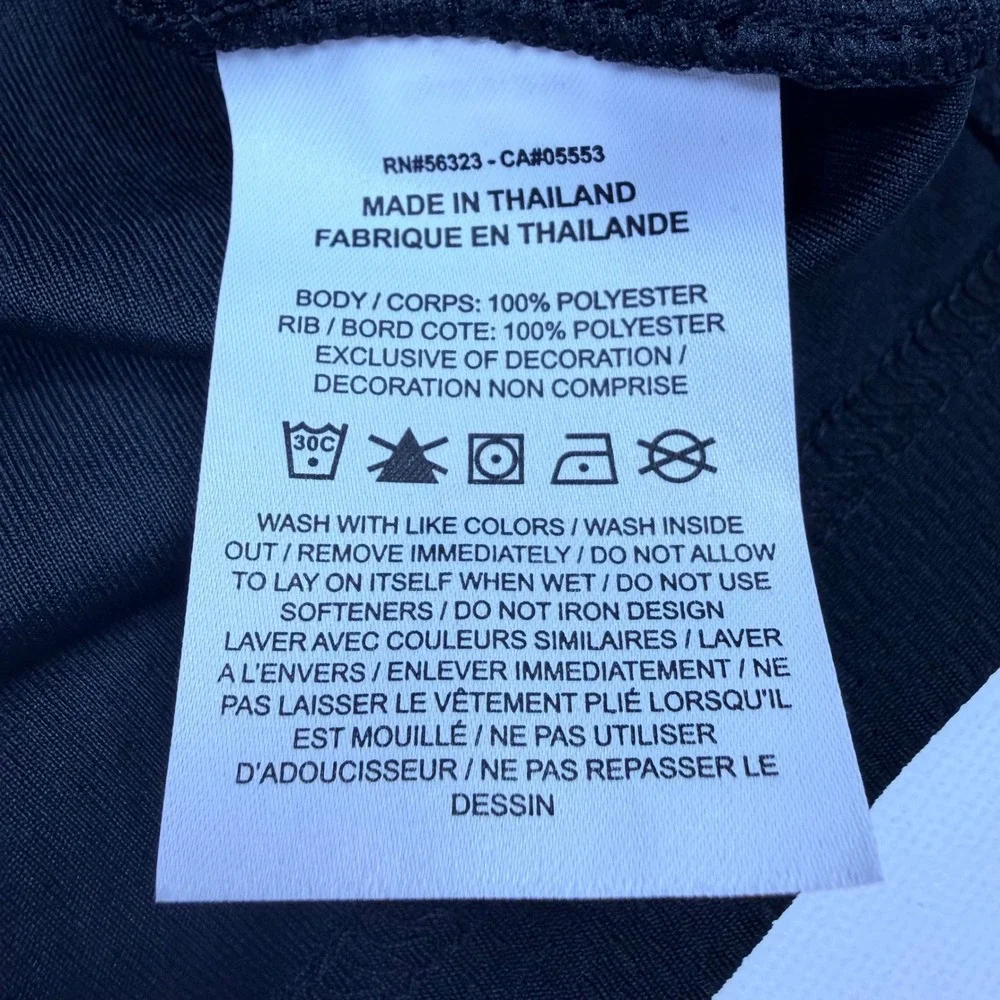 RN#56323 - CA#05553
MADE IN THAILAND
FABRIQUE EN THAILANDE
BODY / CORPS: 100% POLYESTER
RIB / BORD COTE: 100% POLYESTER
EXCLUSIVE OF DECORATION /
DECORATION NON COMPRISE
30C
WASH WITH LIKE COLORS / WASH INSIDE
OUT / REMOVE IMMEDIATELY / DO NOT ALLOW
TO LAY ON ITSELF WHEN WET / DO NOT USE
SOFTENERS / DO NOT IRON DESIGN
LAVER AVEC COULEURS SIMILAIRES / LAVER
A L'ENVERS / ENLEVER IMMEDIATEMENT / NE
PAS LAISSER LE VÊTEMENT PLIÉ LORSQU'IL
EST MOUILLÉ / NE PAS UTILISER
D'ADOUCISSEUR / NE PAS REPASSER LE
DESSIN